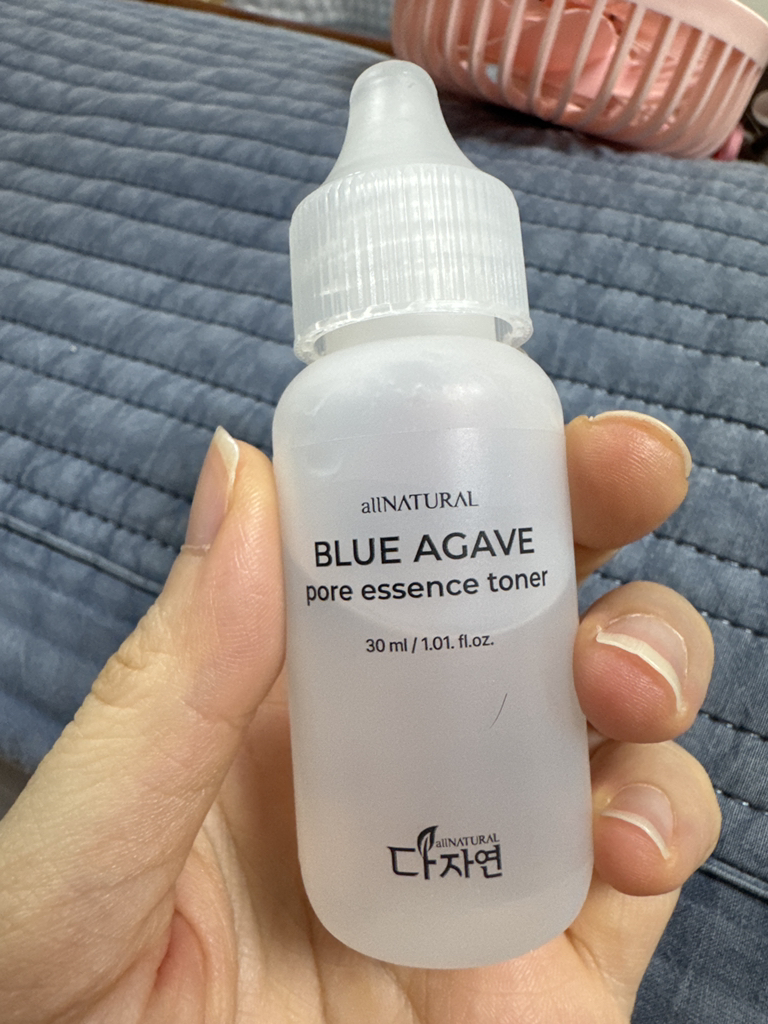 allNATURAL
BLUE AGAVE
pore essence toner
30 ml / 1.01. fl.oz.
allNATURAL
다자연